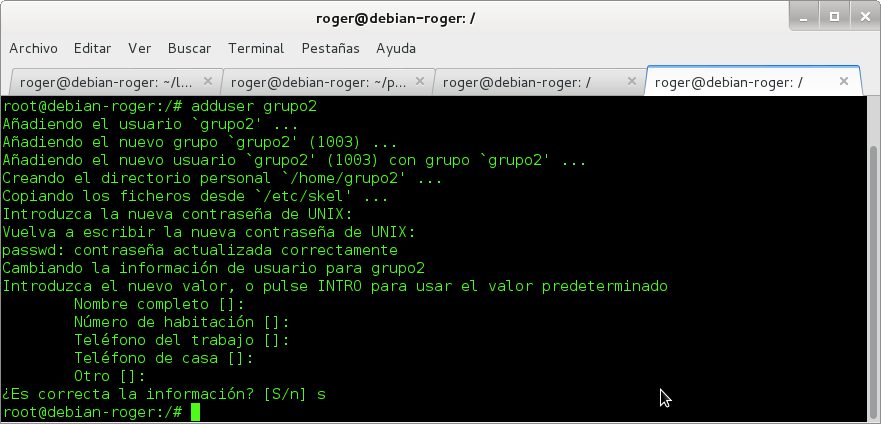 roger@debian-roger: /
Archivo Editar Ver Buscar Terminal Pestañas Ayuda
roger@debian-roger: ~/l... roger@debian-roger: ~/p... roger@debian-roger: / roger@debian-roger: /
root@debian-roger:/# adduser grupo2
Añadiendo el usuario `grupo2' ...
Añadiendo el nuevo grupo `grupo2' (1003) ...
Añadiendo el nuevo usuario `grupo2' (1003) con grupo `grupo2' ...
Creando el directorio personal `/home/grupo2' ...
Copiando los ficheros desde `/etc/skel' ...
Introduzca la nueva contraseña de UNIX:
Vuelva a escribir la nueva contraseña de UNIX:
passwd: contraseña actualizada correctamente
Cambiando la información de usuario para grupo2
Introduzca el nuevo valor, o pulse INTRO para usar el valor predeterminado
Nombre completo []:
Número de habitación []:
Teléfono del trabajo []:
Teléfono de casa []:
Otro []:
¿Es correcta la información? [S/n] s
root@debian-roger:/#